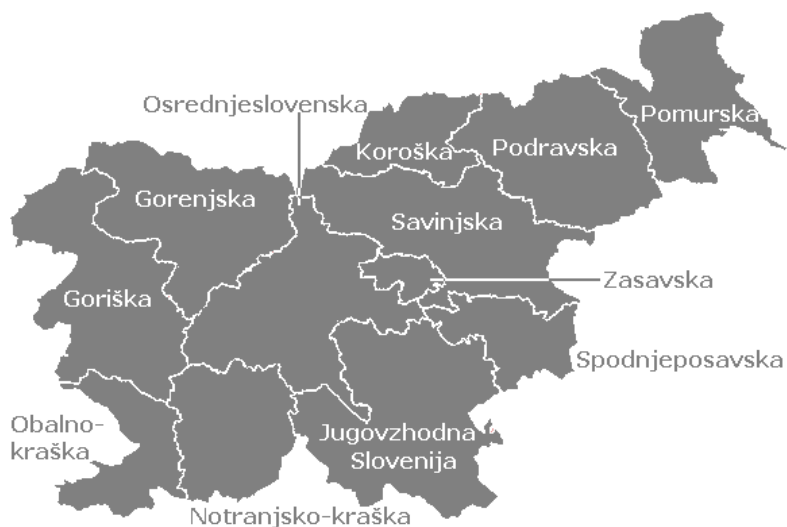 Osrednjeslovenska
Pomurska
Koroška
Podravska
Gorenjska
Savinjska
Goriška
Zasavska
Spodnjeposavska
Obalno-
kraška
Jugovzhodna
Slovenija
Notranjsko-kraška